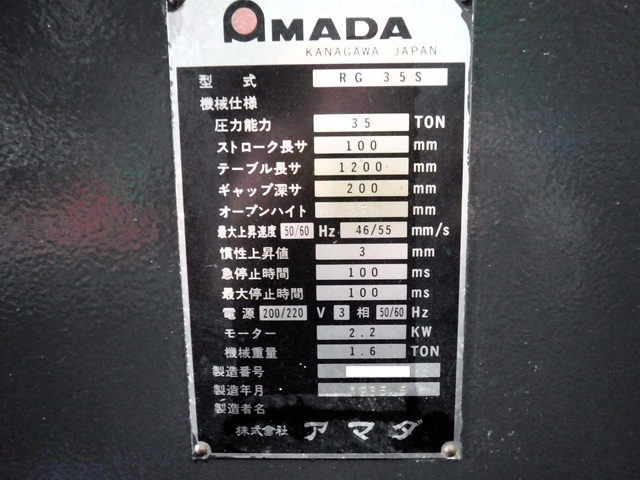 AMADA
KANAGAWA JAPAN
型式 RG 35S
機械仕様
圧力能力 35 TON
ストローク長サ 100 mm
テーブル長サ 1200 mm
ギャップ深サ 200 mm
オープンハイト mm
最大上昇速度 50/60 Hz 46/55 mm/s
慣性上昇値 3 mm
急停止時間 100 ms
最大停止時間 100 ms
電源 200/220 V 3 相 50/60 Hz
モーター 2.2 KW
機械重量 1.6 TON
製造番号
製造年月
製造者名
株式会社 アマダ